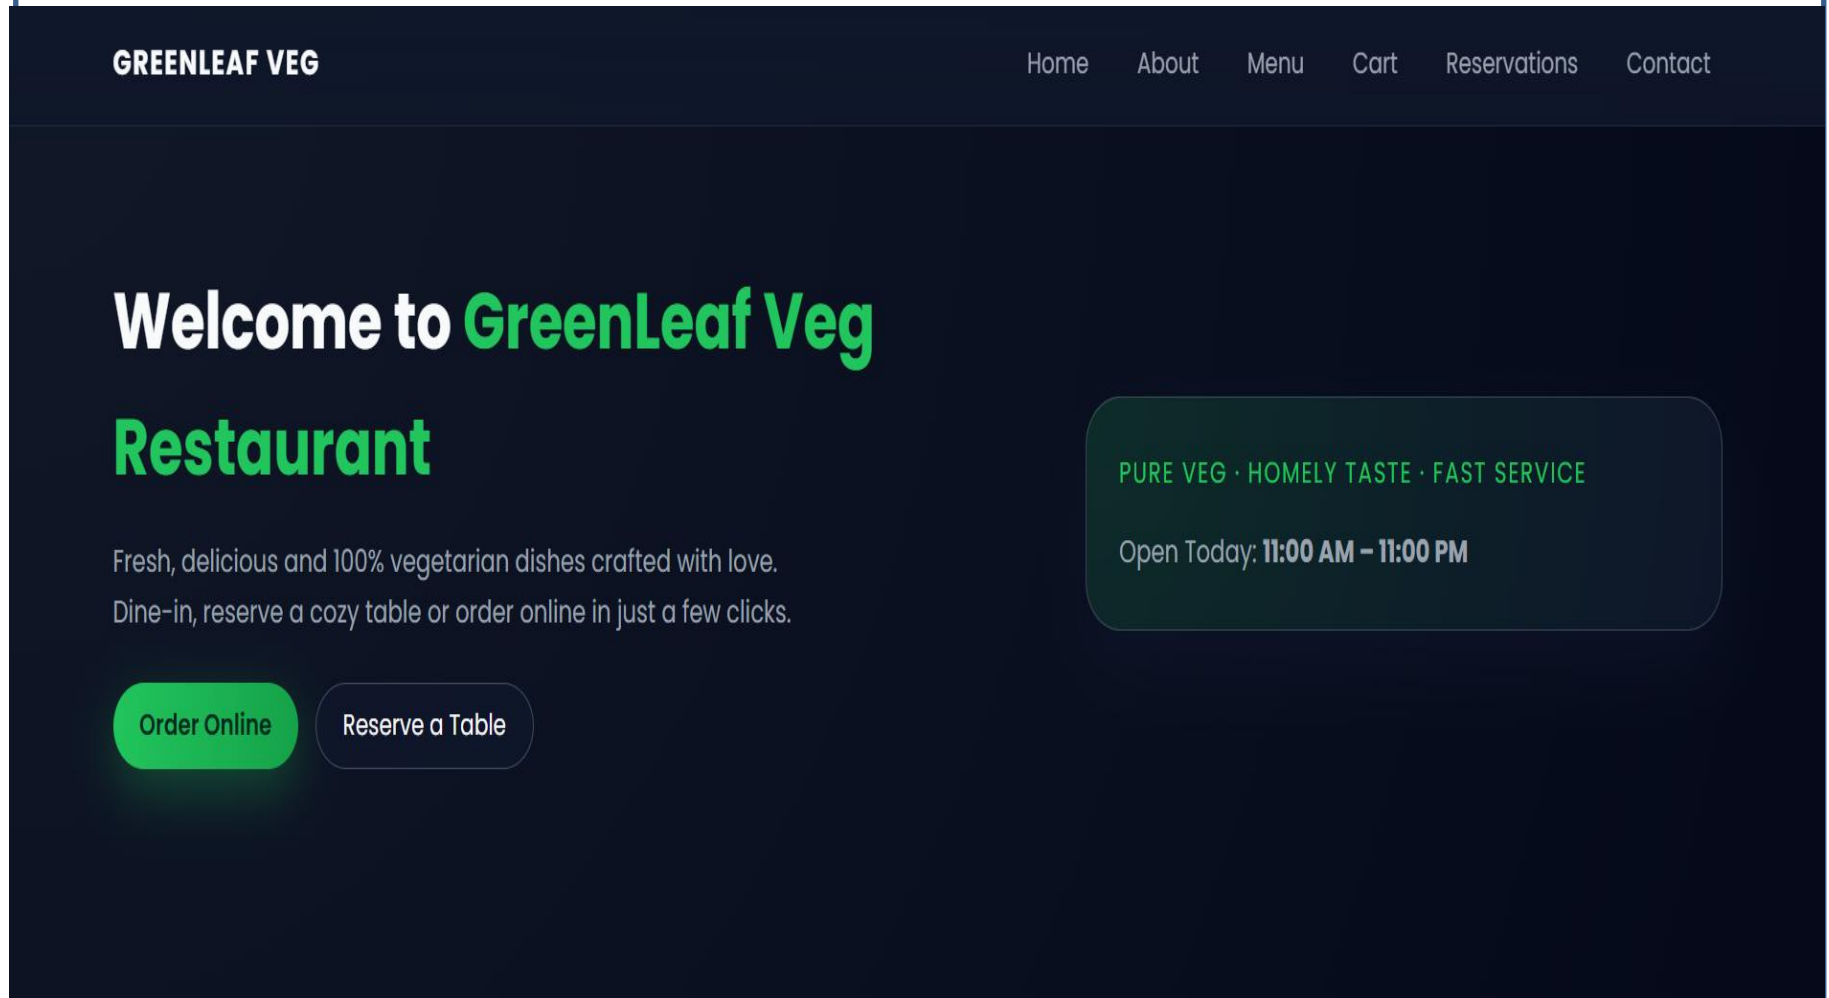 GREENLEAF VEG
Home About Menu Cart Reservations Contact
Welcome to GreenLeaf Veg
Restaurant
Fresh, delicious and 100% vegetarian dishes crafted with love.
Dine-in, reserve a cozy table or order online in just a few clicks.
Order Online
Reserve a Table
PURE VEG · HOMELY TASTE · FAST SERVICE
Open Today: 11:00 AM – 11:00 PM